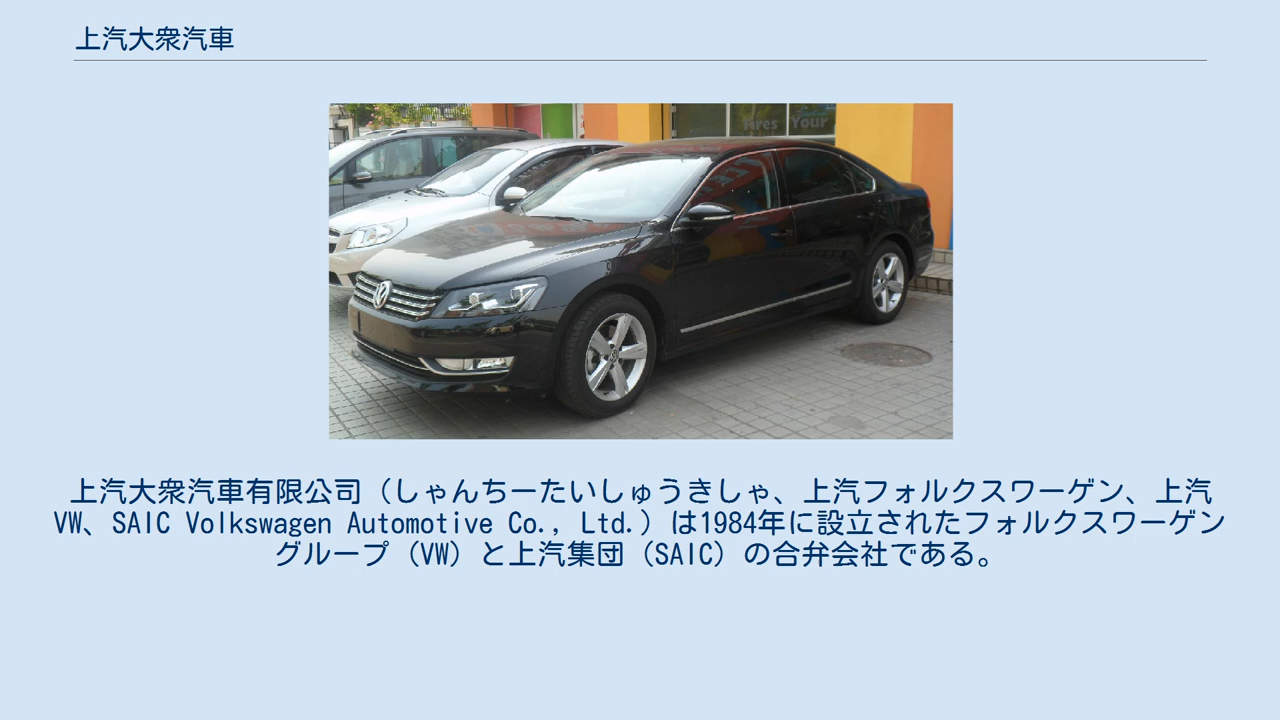 上汽大衆汽車
Tires Your
上汽大衆汽車有限公司（しゃんちーたいしゅうきしゃ、上汽フォルクスワーゲン、上汽
VW、SAIC Volkswagen Automotive Co., Ltd.）は1984年に設立されたフォルクスワーゲン
グループ（VW）と上汽集団（SAIC）の合弁会社である。